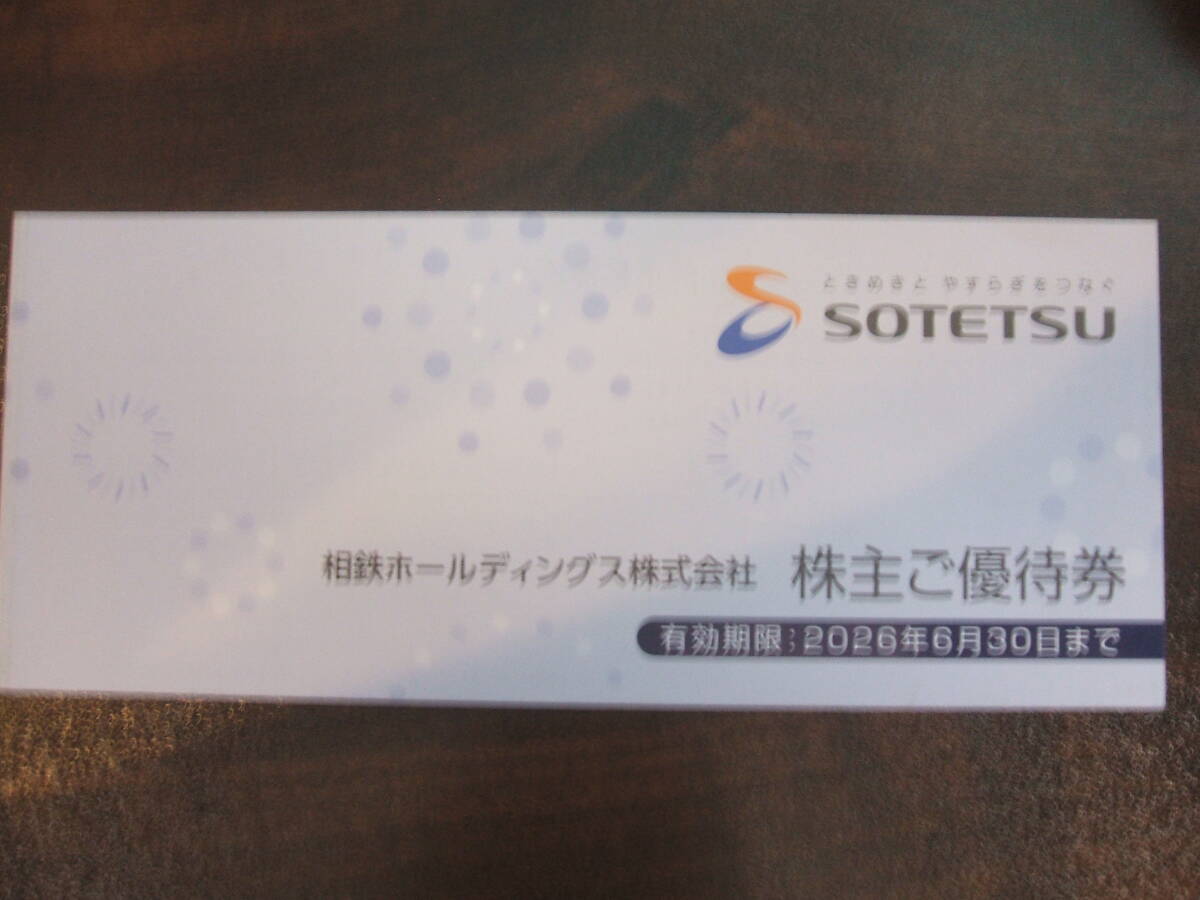 ときめきと やすらぎをつなぐ
SOTETSU
相鉄ホールディングス株式会社 株主ご優待券
有効期限:2026年6月30日まで